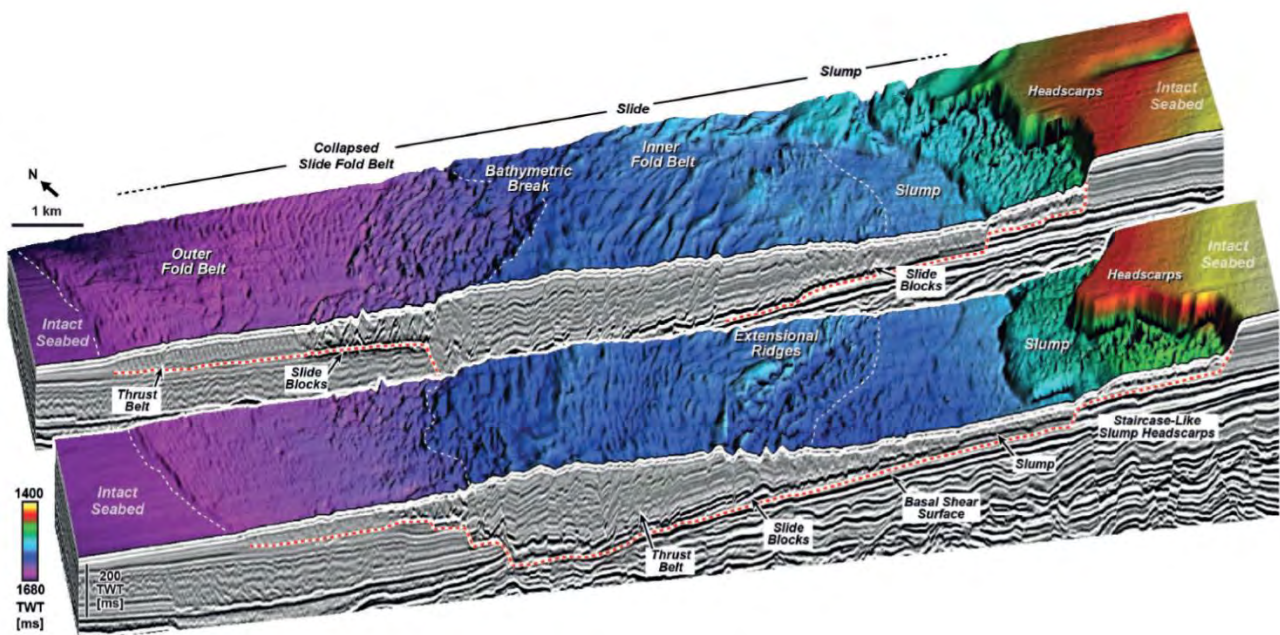 Slump
Headscarps
Intact
Seabed
Slide
Inner
Fold Belt
Collapsed
Slide Fold Belt
Bathymetric
Break
Slump
N
1 km
Outer
Fold Belt
Slide
Blocks
Intact
Seabed
Headscarps
Intact
Seabed
Extensional
Ridges
Slump
Slide
Blocks
Thrust
Belt
Staircase-Like
Slump Headscarps
Slump
Basal Shear
Surface
Slide
Blocks
Thrust
Belt
Intact
Seabed
1400
1680
TWT
[ms]
200
TWT
[ms]